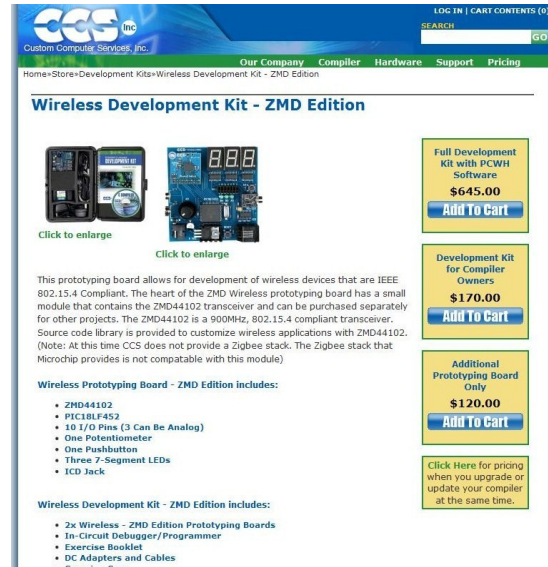 LOG IN | CART CONTENTS (0)
SEARCH
GO
CCS Inc
Custom Computer Services, Inc.
Our Company Compiler Hardware Support Pricing
Home»Store»Development Kits»Wireless Development Kit - ZMD Edition
Wireless Development Kit - ZMD Edition
DEVELOPMENT KIT
Click to enlarge
Click to enlarge
This prototyping board allows for development of wireless devices that are IEEE
802.15.4 Compliant. The heart of the ZMD Wireless prototyping board has a small
module that contains the ZMD44102 transceiver and can be purchased separately
for other projects. The ZMD44102 is a 900MHz, 802.15.4 compliant transceiver.
Source code library is provided to customize wireless applications with ZMD44102.
(Note: At this time CCS does not provide a Zigbee stack. The Zigbee stack that
Microchip provides is not compatable with this module)
Wireless Prototyping Board - ZMD Edition includes:
• ZMD44102
• PIC18LF452
• 10 I/O Pins (3 Can Be Analog)
• One Potentiometer
• One Pushbutton
• Three 7-Segment LEDs
• ICD Jack
Wireless Development Kit - ZMD Edition includes:
• 2x Wireless - ZMD Edition Prototyping Boards
• In-Circuit Debugger/Programmer
• Exercise Booklet
• DC Adapters and Cables
Full Development
Kit with PCWH
Software
$645.00
Add To Cart
Development Kit
for Compiler
Owners
$170.00
Add To Cart
Additional
Prototyping Board
Only
$120.00
Add To Cart
Click Here for pricing
when you upgrade or
update your compiler
at the same time.